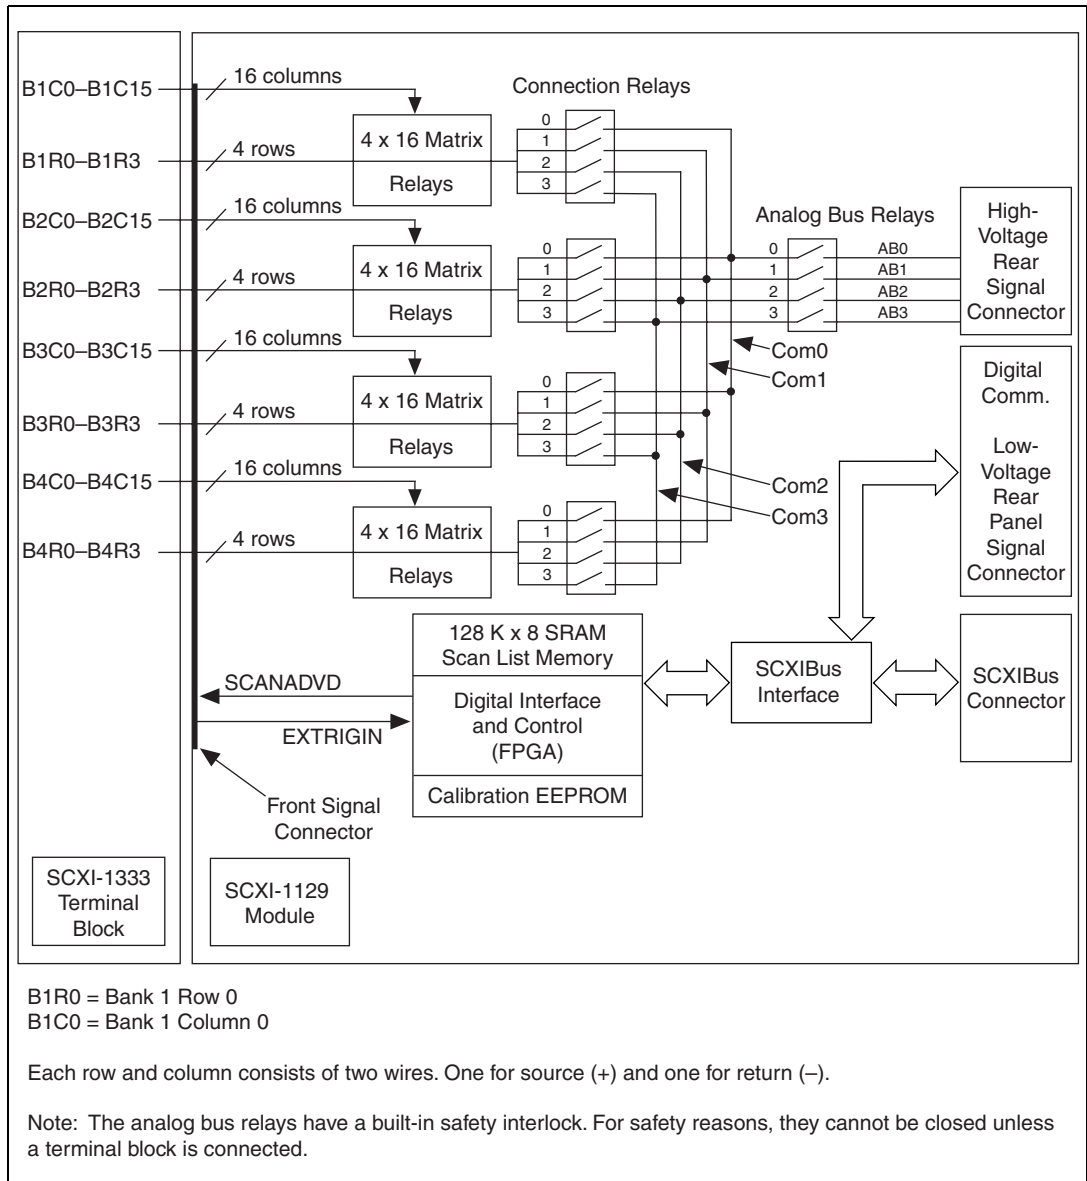 B1C0–B1C15
16 columns
Connection Relays
4 x 16 Matrix
Relays
0
1
2
3
B1R0–B1R3
4 rows
B2C0–B2C15
16 columns
Analog Bus Relays
High-
Voltage
Rear
Signal
Connector
4 x 16 Matrix
Relays
0
1
2
3
0
1
2
3
AB0
AB1
AB2
AB3
B2R0–B2R3
4 rows
B3C0–B3C15
16 columns
Com0
Com1
Digital
Comm.
Low-
Voltage
Rear
Panel
Signal
Connector
4 x 16 Matrix
Relays
0
1
2
3
B3R0–B3R3
4 rows
B4C0–B4C15
16 columns
Com2
Com3
4 x 16 Matrix
Relays
0
1
2
3
B4R0–B4R3
4 rows
128 K x 8 SRAM
Scan List Memory
SCANADVD
EXTRIGIN
Digital Interface
and Control
(FPGA)
Calibration EEPROM
SCXIBus
Interface
SCXIBus
Connector
Front Signal
Connector
SCXI-1333
Terminal
Block
SCXI-1129
Module
B1R0 = Bank 1 Row 0
B1C0 = Bank 1 Column 0
Each row and column consists of two wires. One for source (+) and one for return (–).
Note: The analog bus relays have a built-in safety interlock. For safety reasons, they cannot be closed unless
a terminal block is connected.